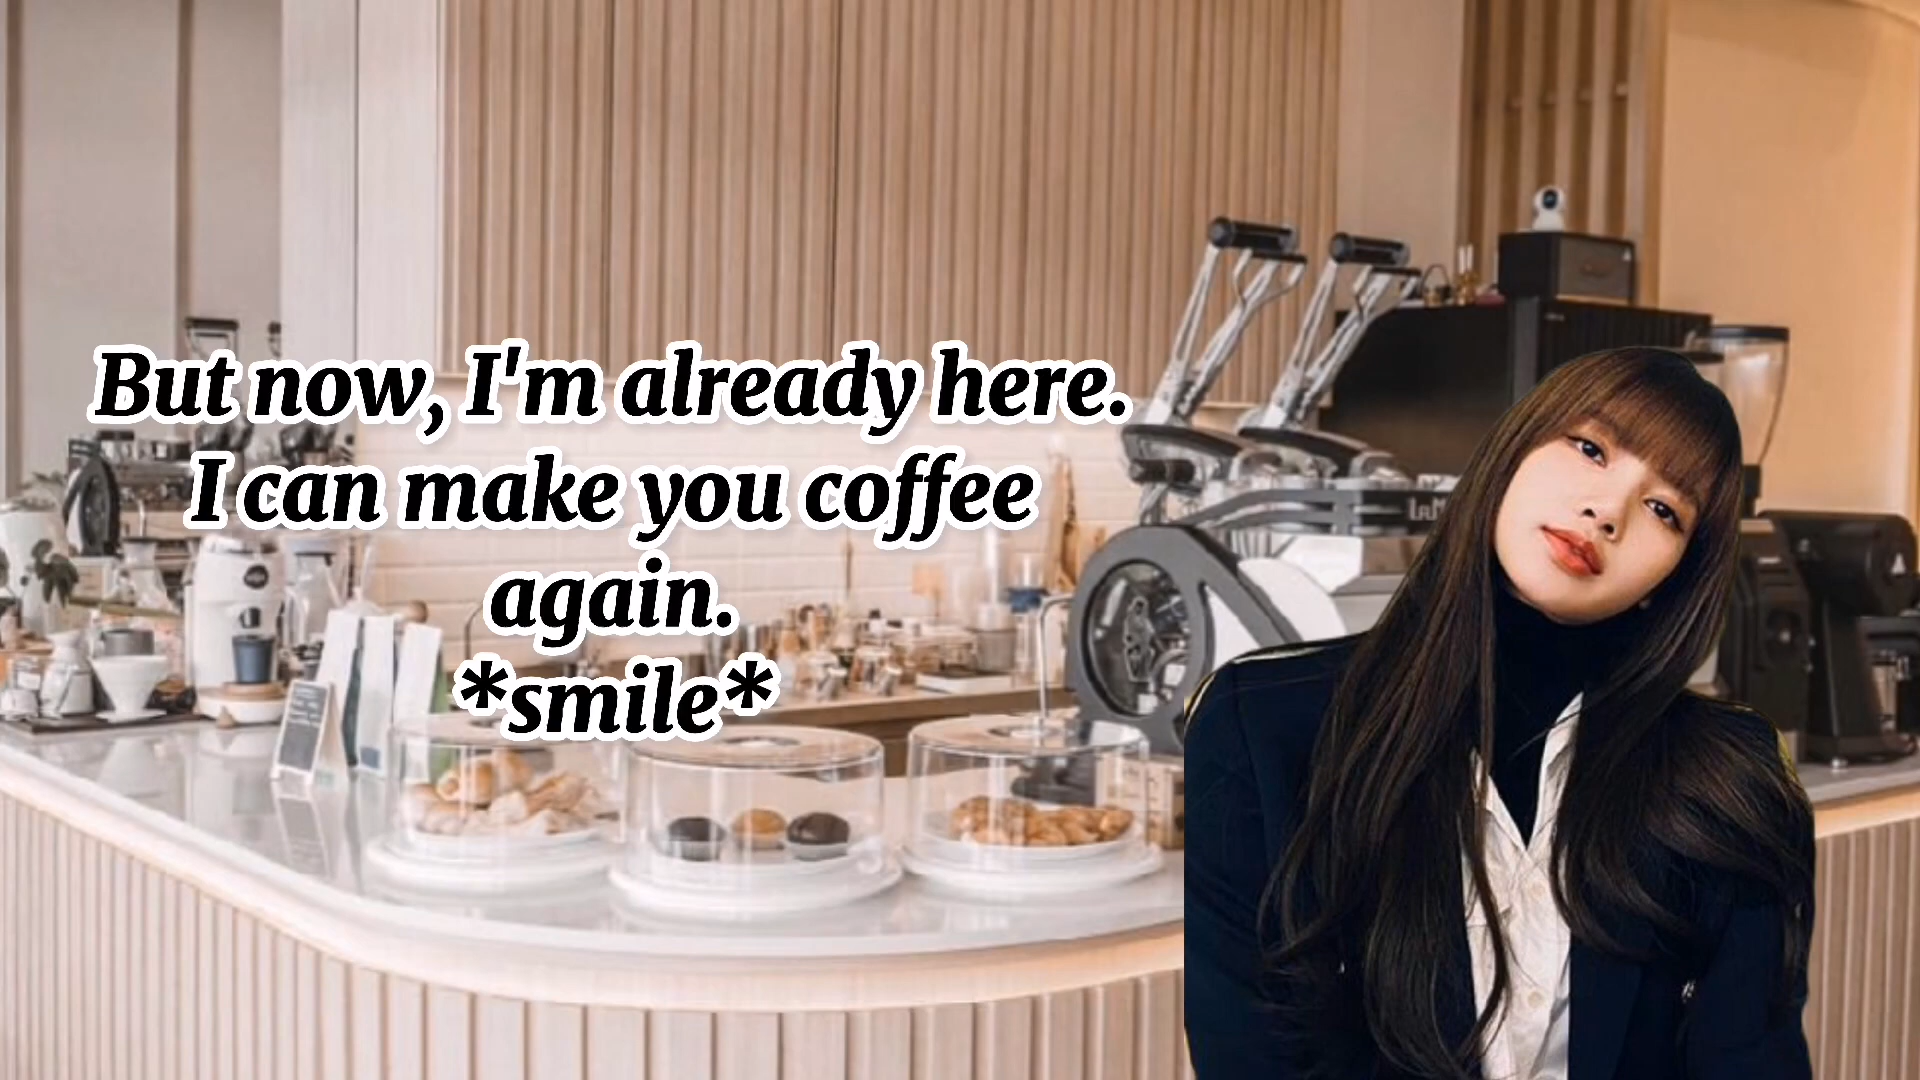 But now, I'm already here.
I can make you coffee
again.
*smile*